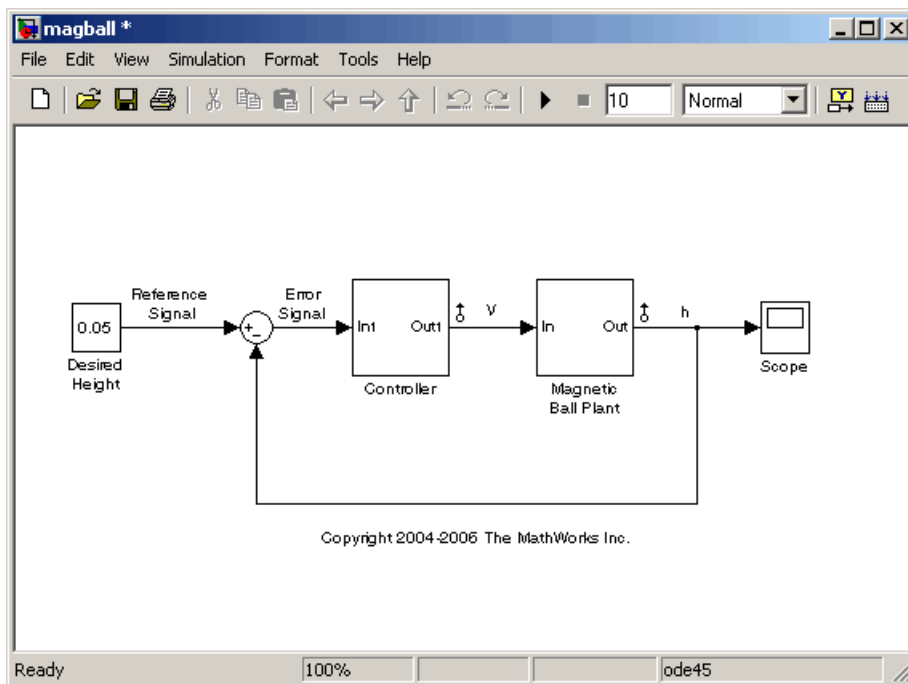 magball *
File Edit View Simulation Format Tools Help
10 Normal
Reference
Signal
Error
Signal
0.05
Desired
Height
+
-
In1 Out1
Controller
V
In Out
Magnetic
Ball Plant
h
Scope
Copyright 2004-2006 The MathWorks Inc.
Ready 100% ode45